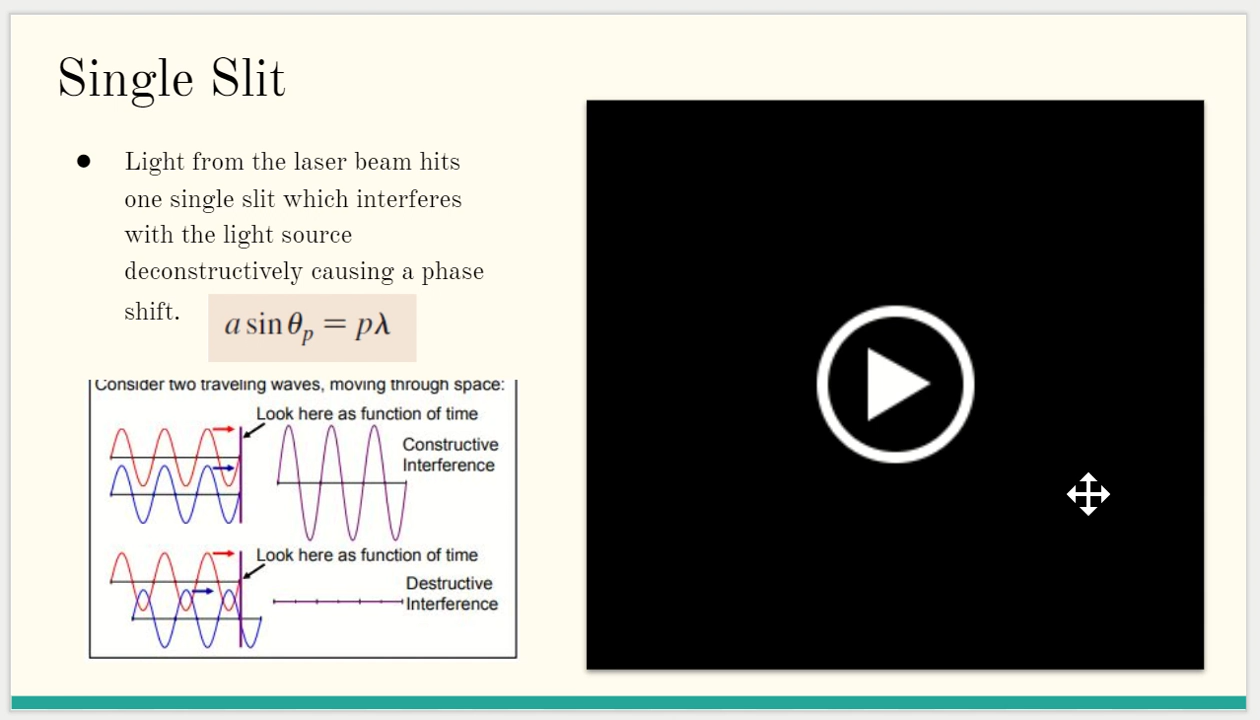 Single Slit
● Light from the laser beam hits
one single slit which interferes
with the light source
deconstructively causing a phase
shift.
a sin θₚ = pλ
Consider two traveling waves, moving through space:
Look here as function of time
Constructive
Interference
Look here as function of time
Destructive
Interference